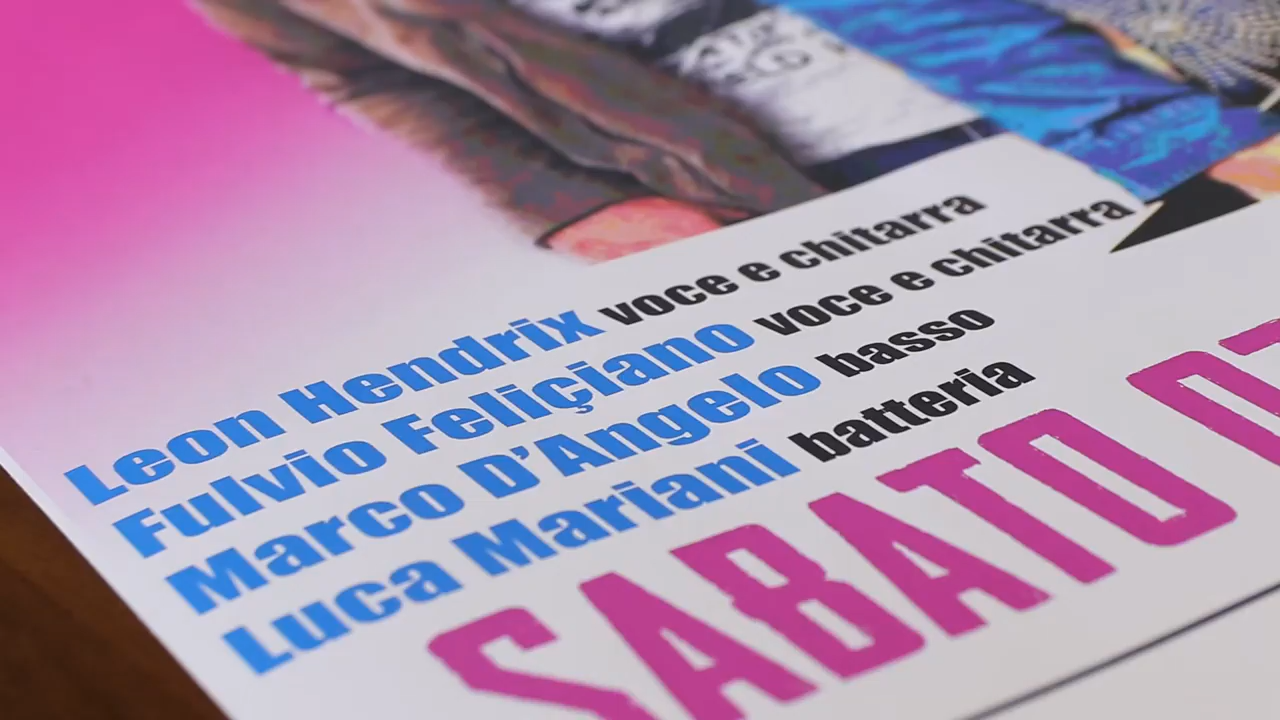 Leon Hendrix voce e chitarra
Fulvio Feliçiano voce e chitarra
Marco D'Angelo basso
Luca Mariani batteria
SABATO